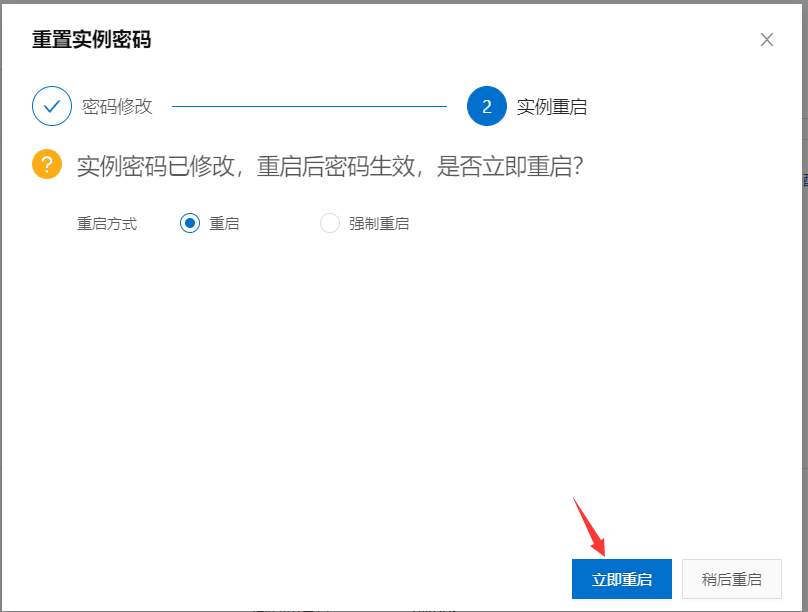 重置实例密码
密码修改
2 实例重启
? 实例密码已修改，重启后密码生效，是否立即重启？
重启方式 重启 强制重启
立即重启 稍后重启